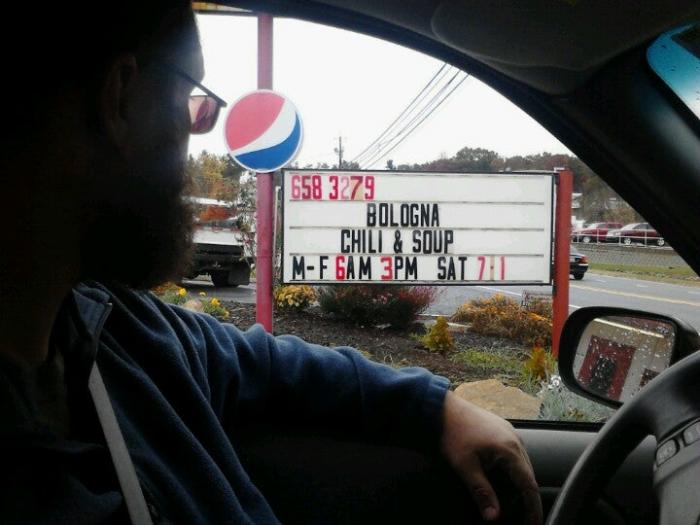 658 3279
BOLOGNA
CHILI & SOUP
M-F 6AM 3PM SAT 7 1